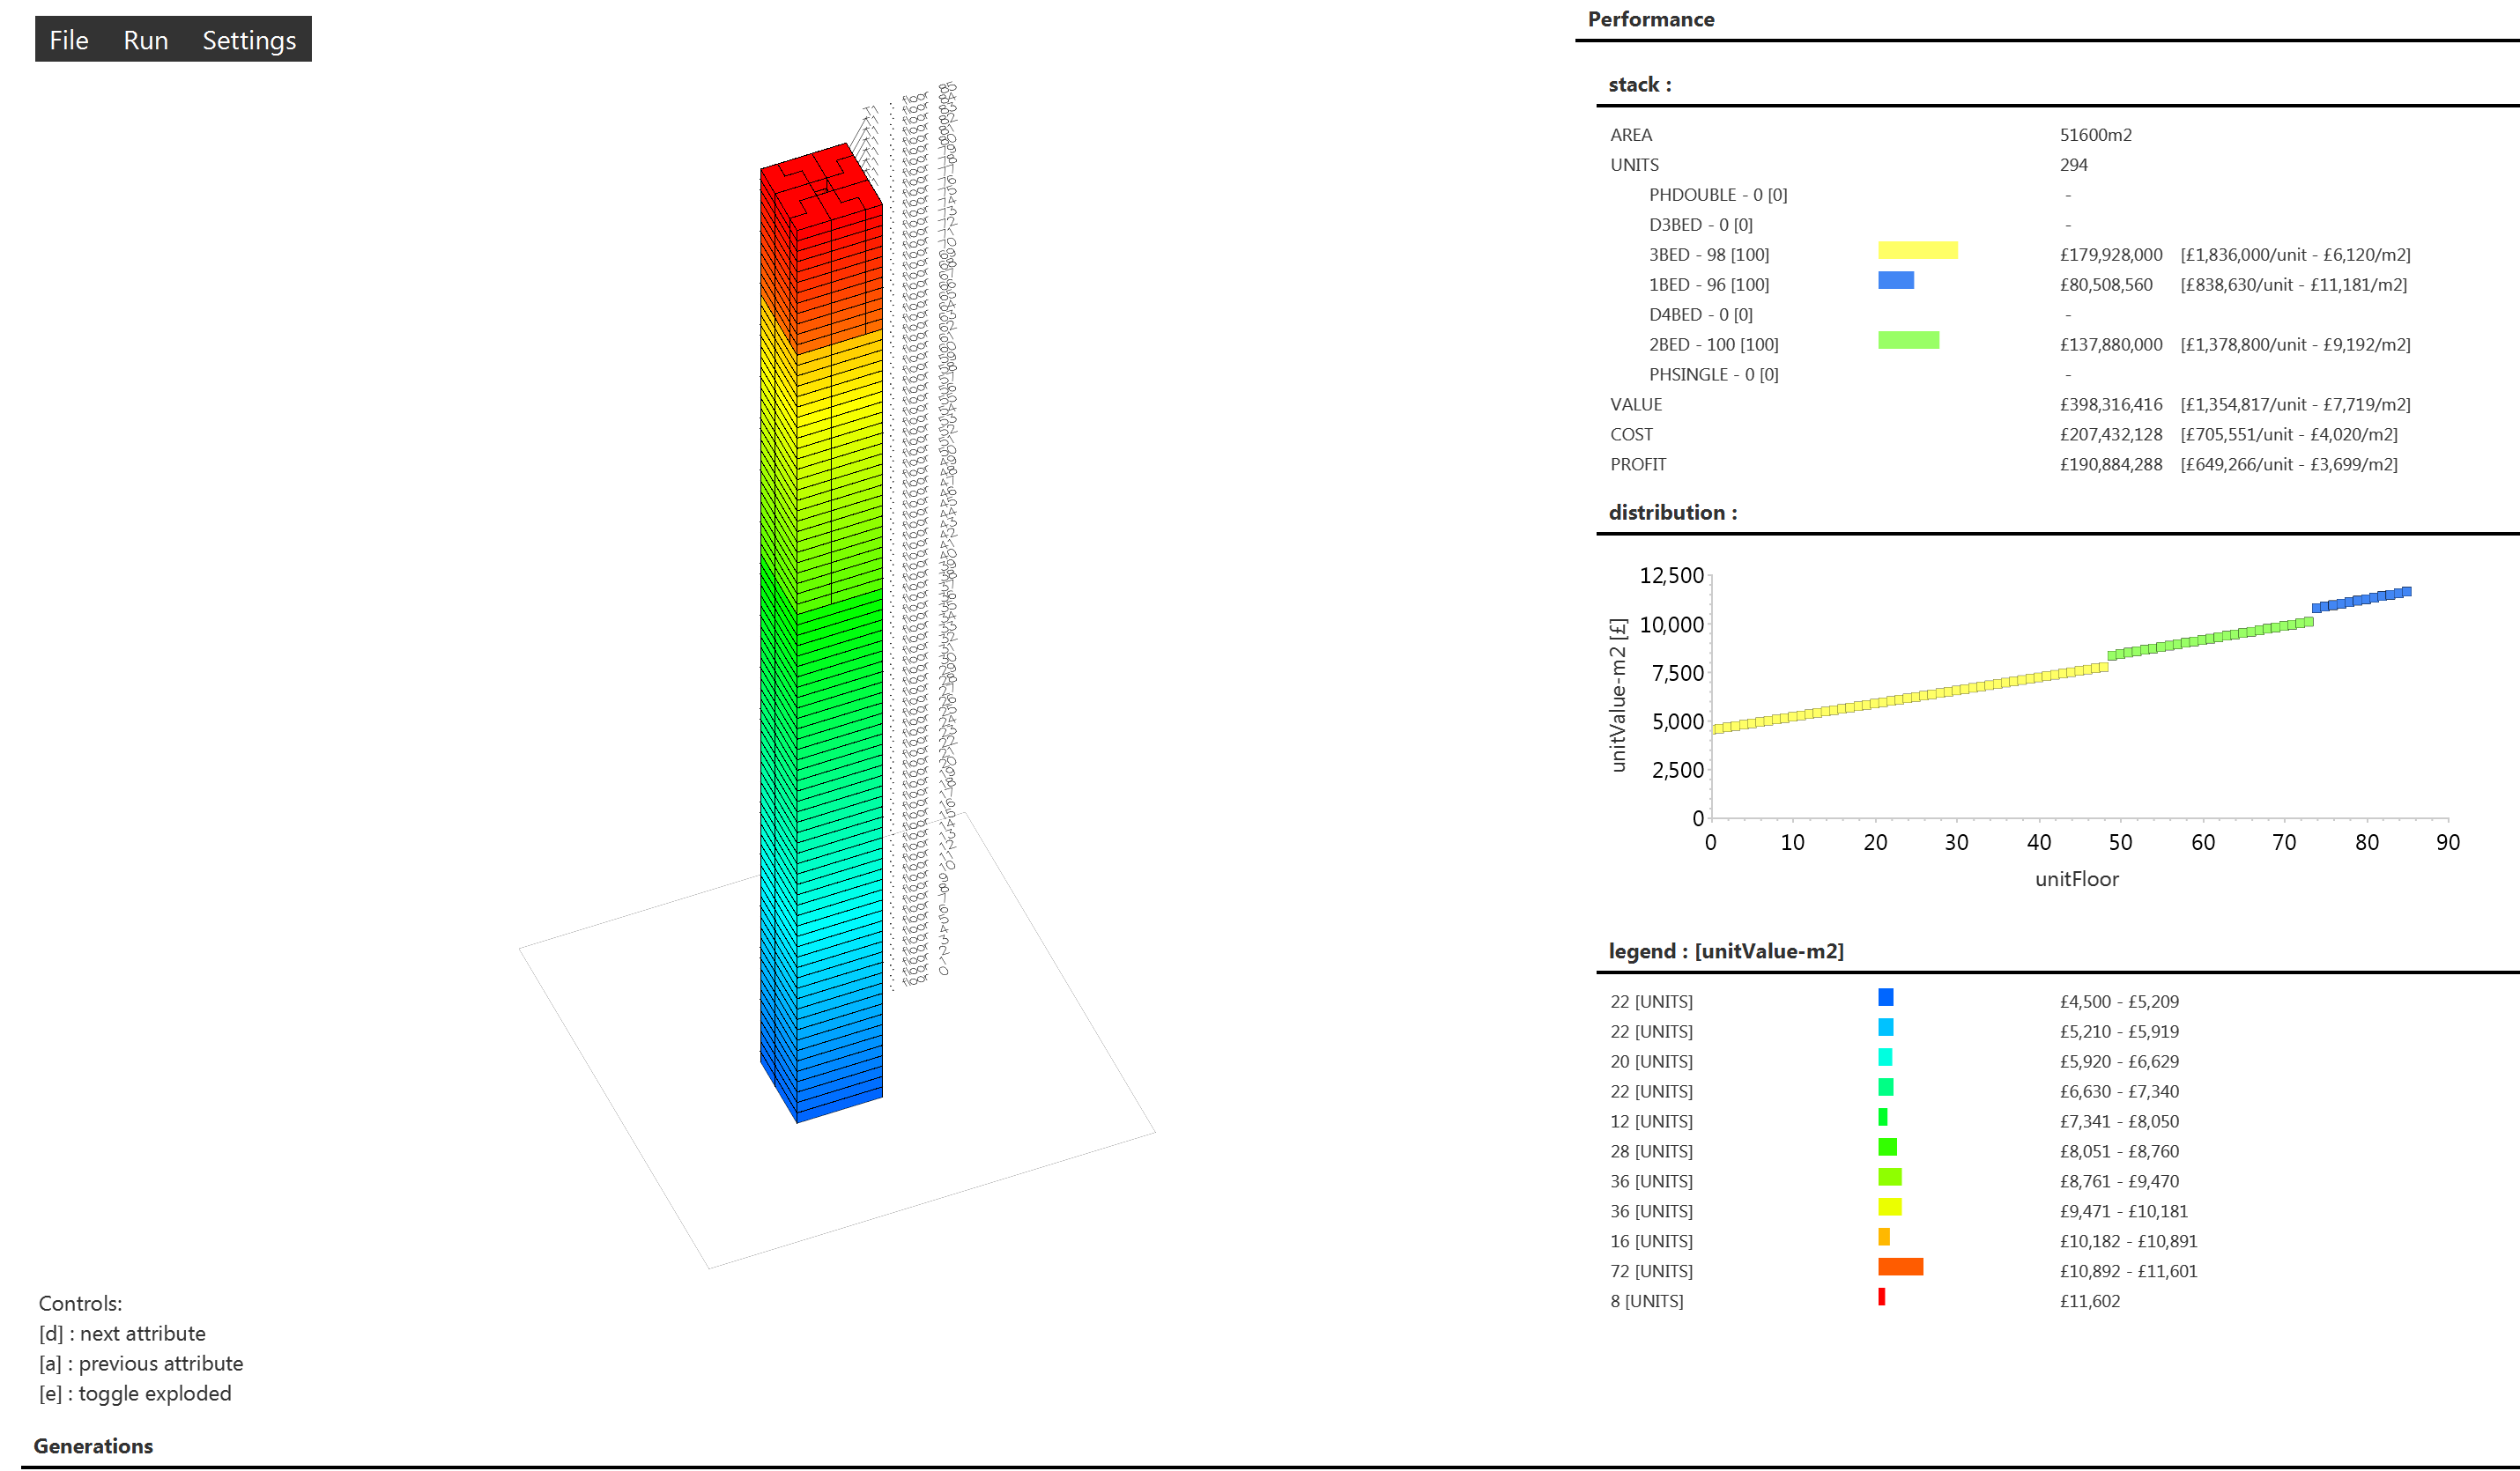 File Run Settings
Performance
stack :
AREA 51600m2
UNITS 294
PHDOUBLE - 0 [0] -
D3BED - 0 [0] -
3BED - 98 [100] £179,928,000 [£1,836,000/unit - £6,120/m2]
1BED - 96 [100] £80,508,560 [£838,630/unit - £11,181/m2]
D4BED - 0 [0] -
2BED - 100 [100] £137,880,000 [£1,378,800/unit - £9,192/m2]
PHSINGLE - 0 [0] -
VALUE £398,316,416 [£1,354,817/unit - £7,719/m2]
COST £207,432,128 [£705,551/unit - £4,020/m2]
PROFIT £190,884,288 [£649,266/unit - £3,699/m2]
distribution :
unitValue-m2 [£]
12,500
10,000
7,500
5,000
2,500
0
0 10 20 30 40 50 60 70 80 90
unitFloor
legend : [unitValue-m2]
22 [UNITS] £4,500 - £5,209
22 [UNITS] £5,210 - £5,919
20 [UNITS] £5,920 - £6,629
22 [UNITS] £6,630 - £7,340
12 [UNITS] £7,341 - £8,050
28 [UNITS] £8,051 - £8,760
36 [UNITS] £8,761 - £9,470
36 [UNITS] £9,471 - £10,181
16 [UNITS] £10,182 - £10,891
72 [UNITS] £10,892 - £11,601
8 [UNITS] £11,602
Controls:
[d] : next attribute
[a] : previous attribute
[e] : toggle exploded
Generations